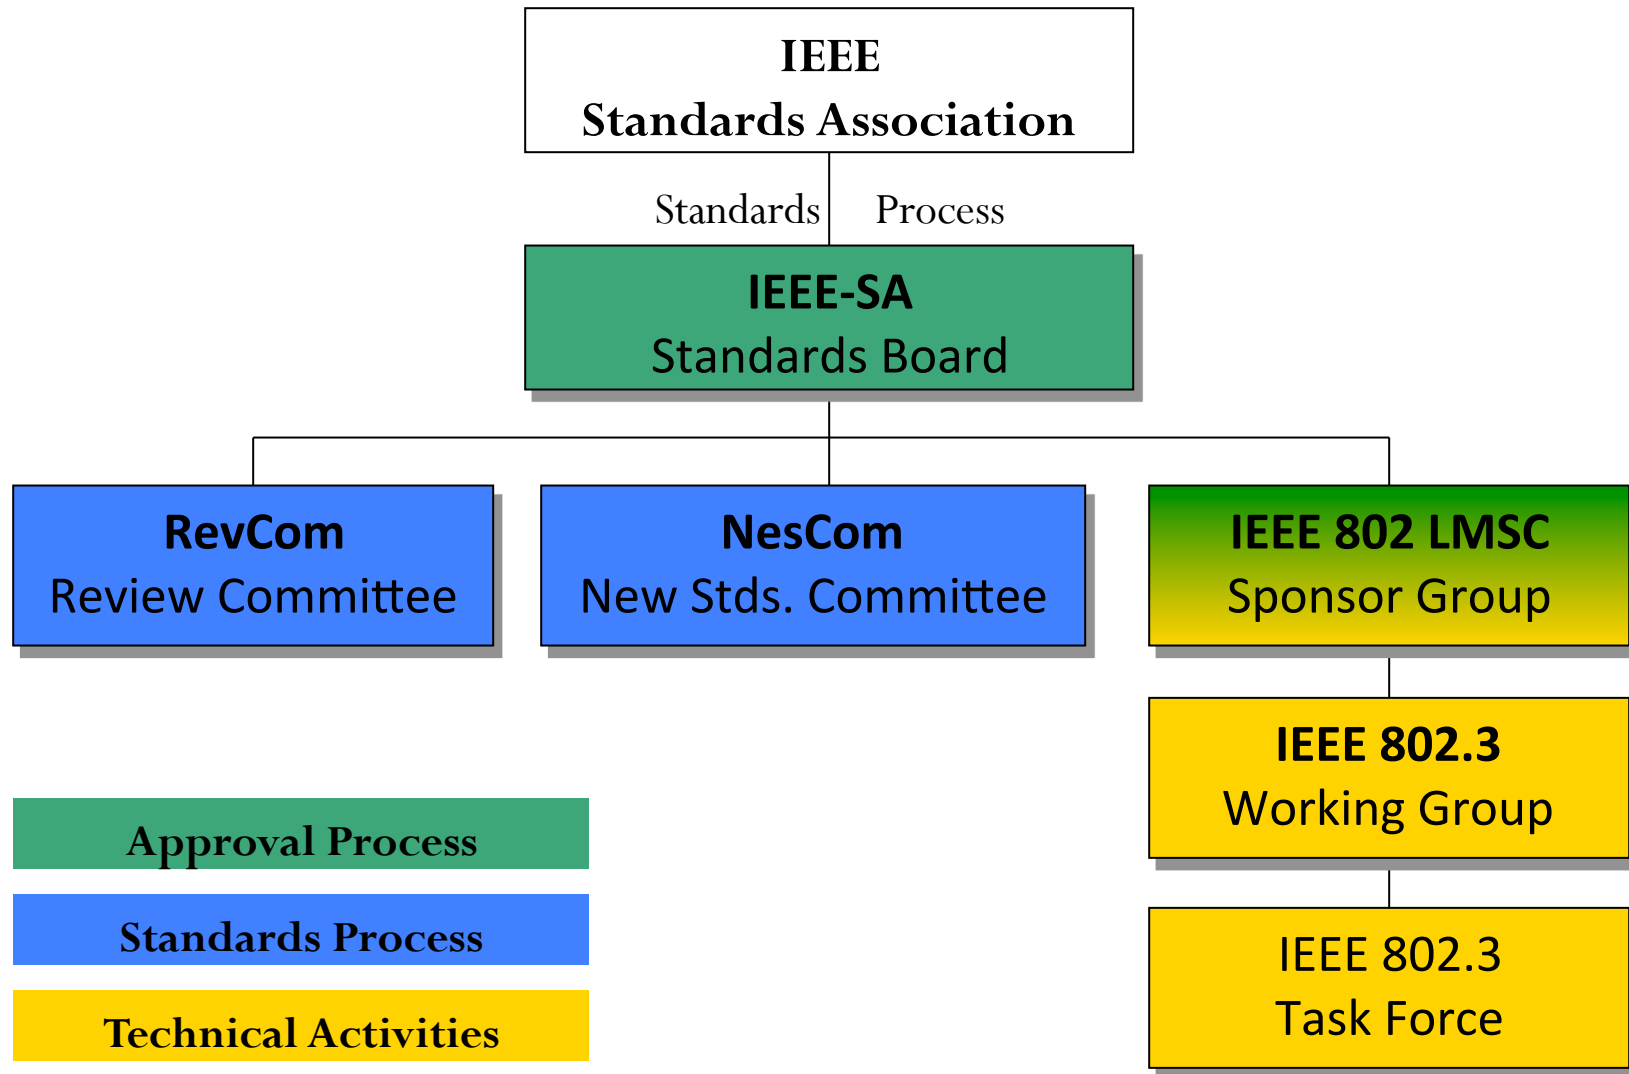 IEEE
Standards Association
Standards Process
IEEE-SA
Standards Board
RevCom
Review Committee
NesCom
New Stds. Committee
IEEE 802 LMSC
Sponsor Group
IEEE 802.3
Working Group
IEEE 802.3
Task Force
Approval Process
Standards Process
Technical Activities